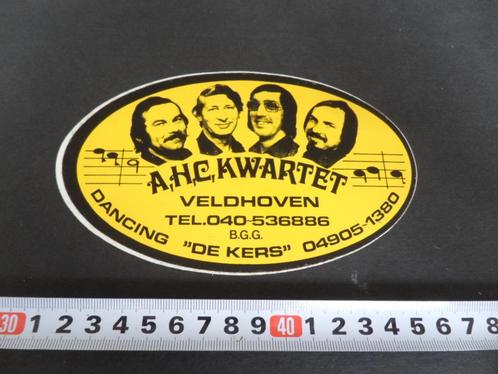 A.H.C. KWARTET
VELDHOVEN
TEL.040-536886
B.G.G.
DANCING „DE KERS” 04905-1380
30 1 2 3 4 5 6 7 8 9 40 1 2 3 4 5 6 7 8